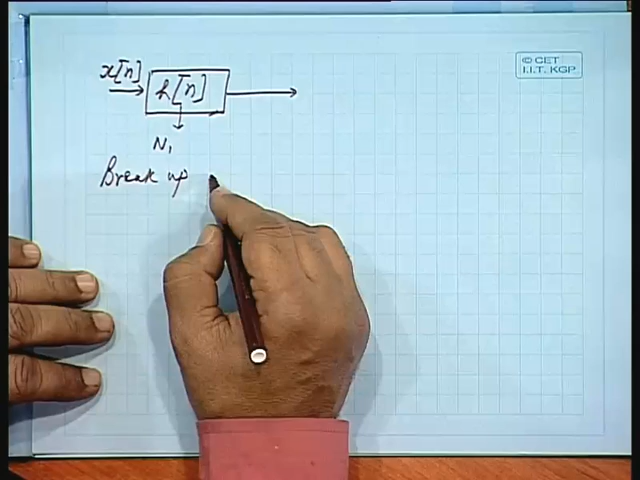 © CET
I.I.T. KGP
x[n]
h[n]
N₁
Break up